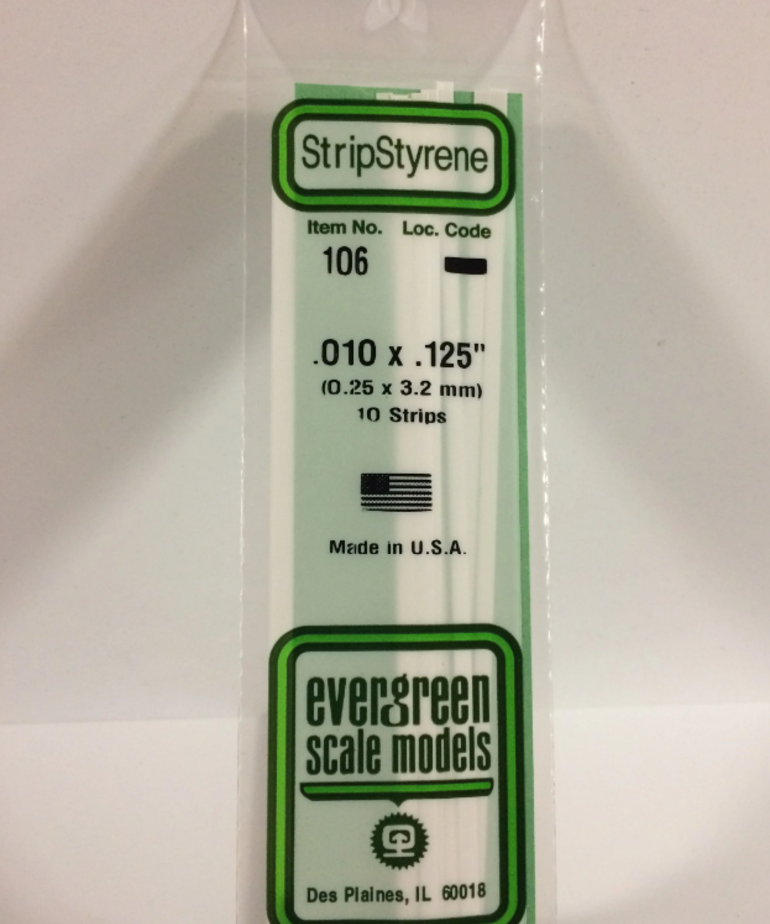 StripStyrene
Item No. Loc. Code
106
.010 x .125"
(0.25 x 3.2 mm)
10 Strips
Made in U.S.A.
evergreen
scale models
Des Plaines, IL 60018